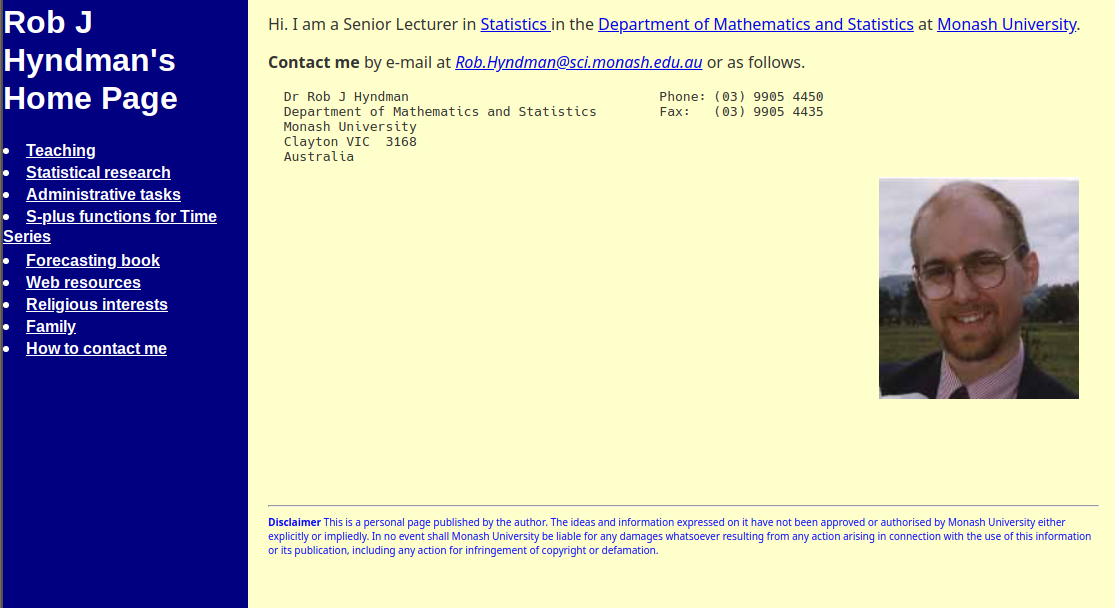 Rob J
Hyndman's
Home Page
Teaching
Statistical research
Administrative tasks
S-plus functions for Time
Series
Forecasting book
Web resources
Religious interests
Family
How to contact me
Hi. I am a Senior Lecturer in Statistics in the Department of Mathematics and Statistics at Monash University.
Contact me by e-mail at Rob.Hyndman@sci.monash.edu.au or as follows.
Dr Rob J Hyndman Phone: (03) 9905 4450
Department of Mathematics and Statistics Fax: (03) 9905 4435
Monash University
Clayton VIC 3168
Australia
Disclaimer This is a personal page published by the author. The ideas and information expressed on it have not been approved or authorised by Monash University either
explicitly or impliedly. In no event shall Monash University be liable for any damages whatsoever resulting from any action arising in connection with the use of this information
or its publication, including any action for infringement of copyright or defamation.